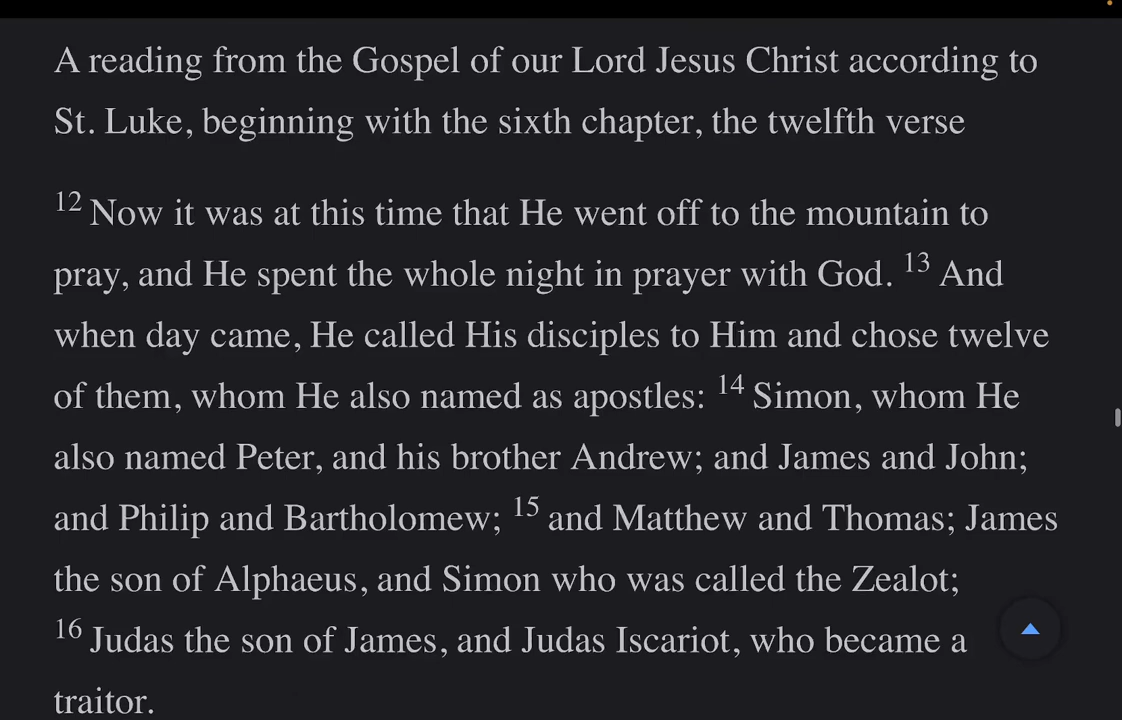 A reading from the Gospel of our Lord Jesus Christ according to
St. Luke, beginning with the sixth chapter, the twelfth verse
12 Now it was at this time that He went off to the mountain to
pray, and He spent the whole night in prayer with God. 13 And
when day came, He called His disciples to Him and chose twelve
of them, whom He also named as apostles: 14 Simon, whom He
also named Peter, and his brother Andrew; and James and John;
and Philip and Bartholomew; 15 and Matthew and Thomas; James
the son of Alphaeus, and Simon who was called the Zealot;
16 Judas the son of James, and Judas Iscariot, who became a
traitor.